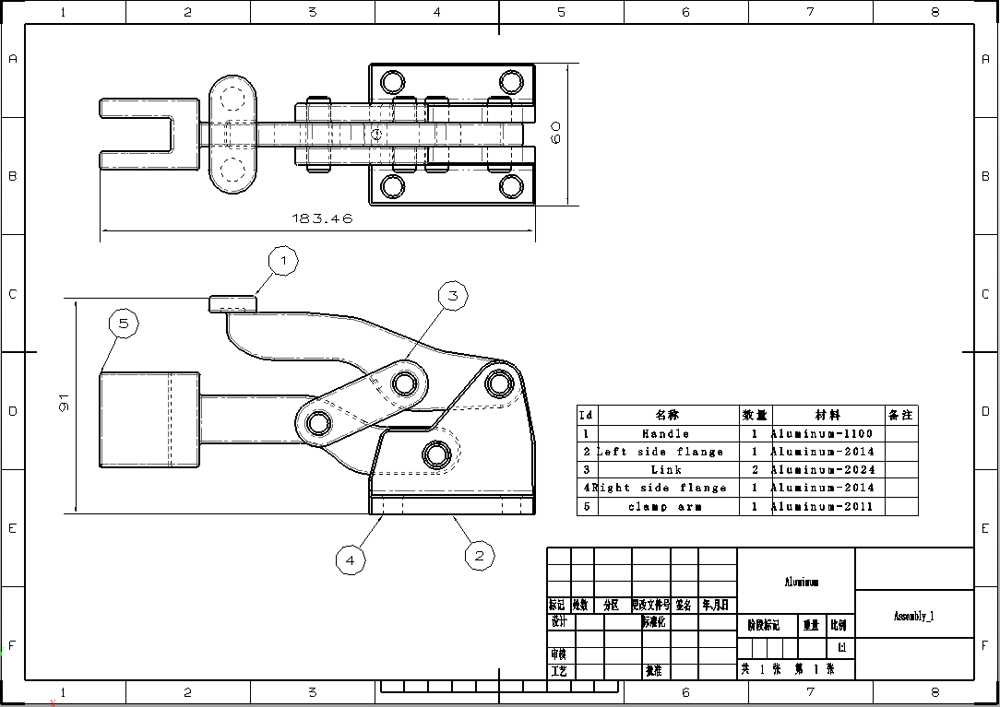 1 2 3 4 5 6 7 8
A A
60
B B
183.46
1
C C
3
5
91
D D
Id 名称 数量 材料 备注
1 Handle 1 Aluminum-1100
2 Left side flange 1 Aluminum-2014
3 Link 2 Aluminum-2024
4 Right side flange 1 Aluminum-2014
5 clamp arm 1 Aluminum-2011
E E
4 2
Aluminum
标记 处数 分区 更改文件号 签名 年.月.日
Assembly_1
设计 标准化 阶段标记 重量 比例
F F
1:1
审核
工艺 批准 共 1 张 第 1 张
1 2 3 6 7 8
X